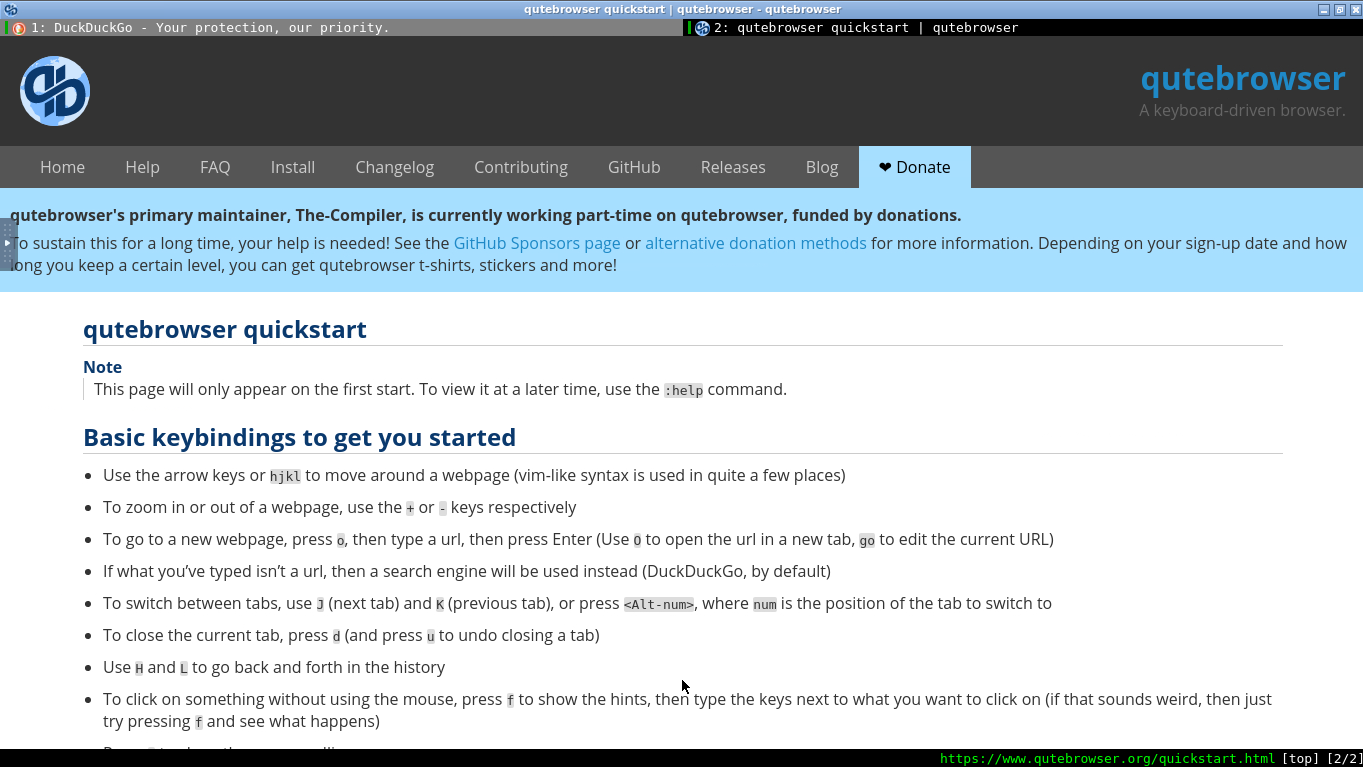 qutebrowser quickstart | qutebrowser - qutebrowser
1: DuckDuckGo - Your protection, our priority.
2: qutebrowser quickstart | qutebrowser
qutebrowser
A keyboard-driven browser.
Home Help FAQ Install Changelog Contributing GitHub Releases Blog ❤ Donate
qutebrowser's primary maintainer, The-Compiler, is currently working part-time on qutebrowser, funded by donations.
To sustain this for a long time, your help is needed! See the GitHub Sponsors page or alternative donation methods for more information. Depending on your sign-up date and how
long you keep a certain level, you can get qutebrowser t-shirts, stickers and more!
qutebrowser quickstart
Note
This page will only appear on the first start. To view it at a later time, use the :help command.
Basic keybindings to get you started
• Use the arrow keys or hjkl to move around a webpage (vim-like syntax is used in quite a few places)
• To zoom in or out of a webpage, use the + or - keys respectively
• To go to a new webpage, press o, then type a url, then press Enter (Use O to open the url in a new tab, go to edit the current URL)
• If what you’ve typed isn’t a url, then a search engine will be used instead (DuckDuckGo, by default)
• To switch between tabs, use J (next tab) and K (previous tab), or press <Alt-num>, where num is the position of the tab to switch to
• To close the current tab, press d (and press u to undo closing a tab)
• Use H and L to go back and forth in the history
• To click on something without using the mouse, press f to show the hints, then type the keys next to what you want to click on (if that sounds weird, then just
try pressing f and see what happens)
https://www.qutebrowser.org/quickstart.html [top] [2/2]